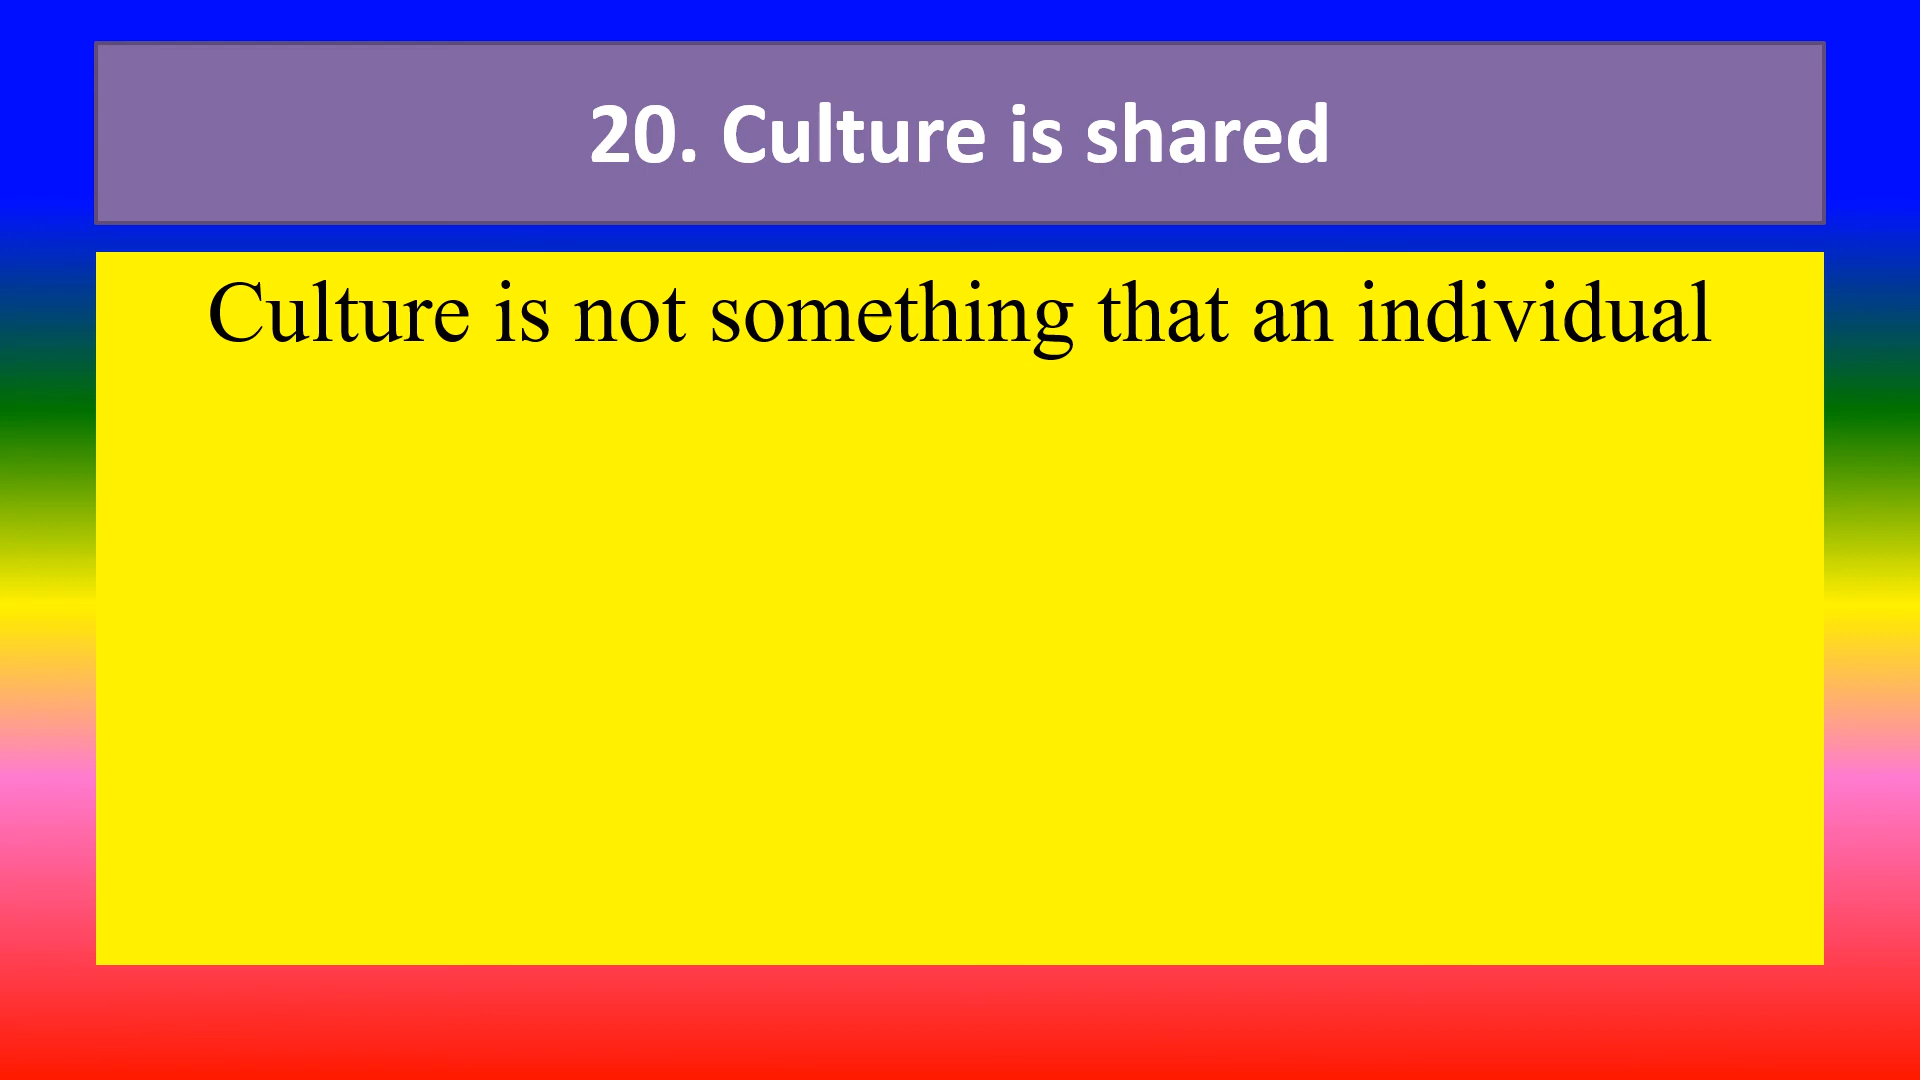 20. Culture is shared
Culture is not something that an individual